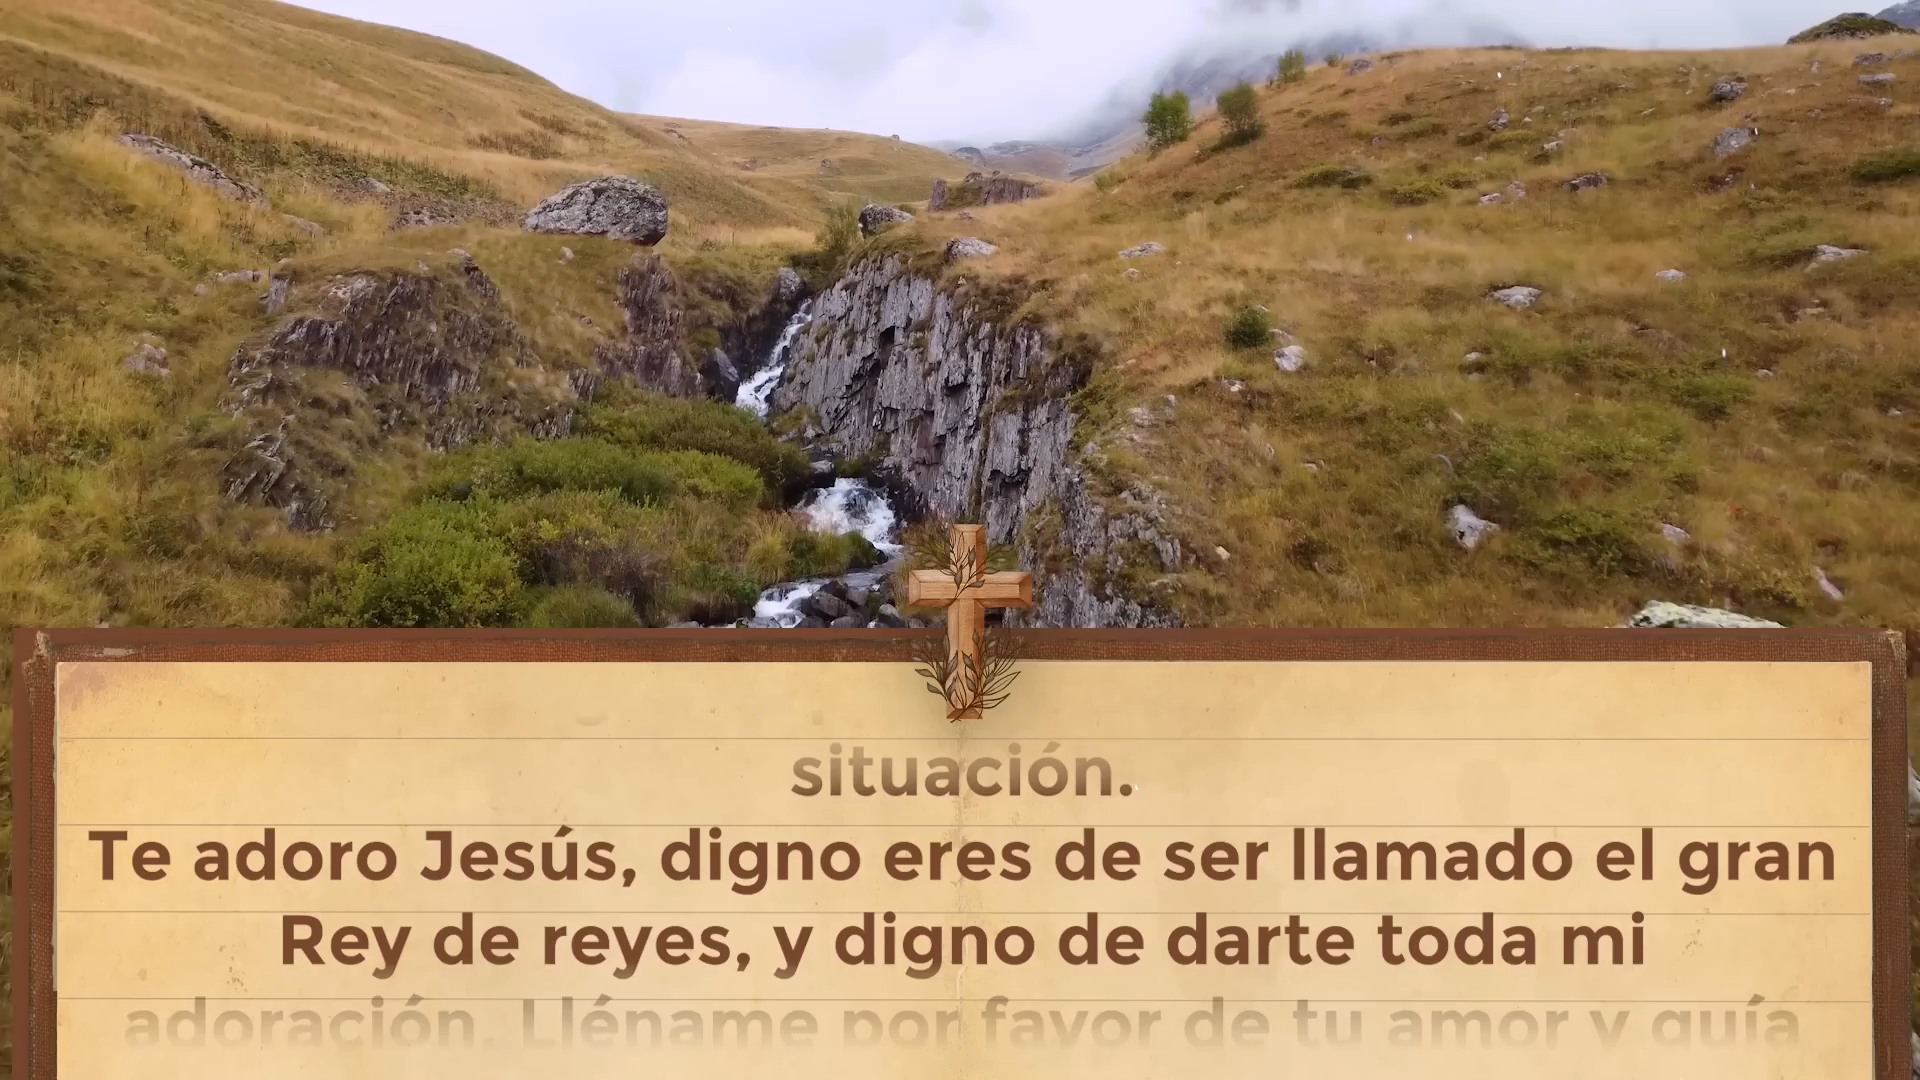 situación.
Te adoro Jesús, digno eres de ser llamado el gran
Rey de reyes, y digno de darte toda mi
adoración. Lléname por favor de tu amor y guía